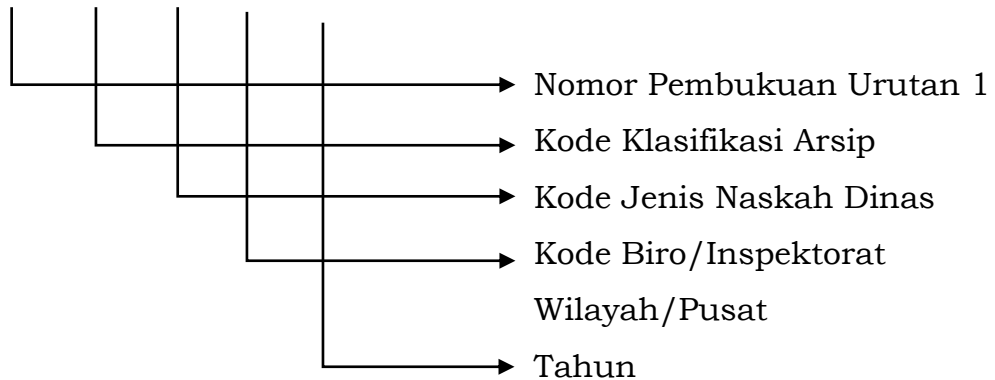 Nomor Pembukuan Urutan 1
Kode Klasifikasi Arsip
Kode Jenis Naskah Dinas
Kode Biro/Inspektorat
Wilayah/Pusat
Tahun